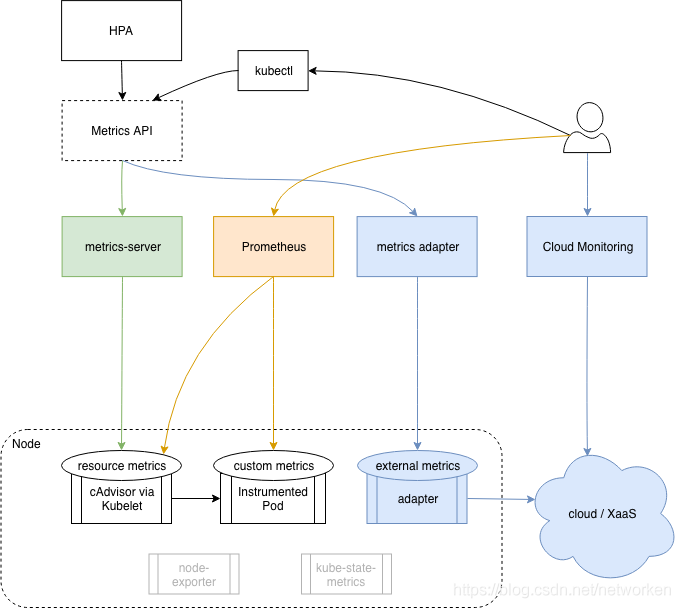 HPA
kubectl
Metrics API
metrics-server
Prometheus
metrics adapter
Cloud Monitoring
Node
resource metrics
cAdvisor via
Kubelet
custom metrics
Instrumented
Pod
external metrics
adapter
cloud / XaaS
node-
exporter
kube-state-
metrics
https://blog.csdn.net/networken